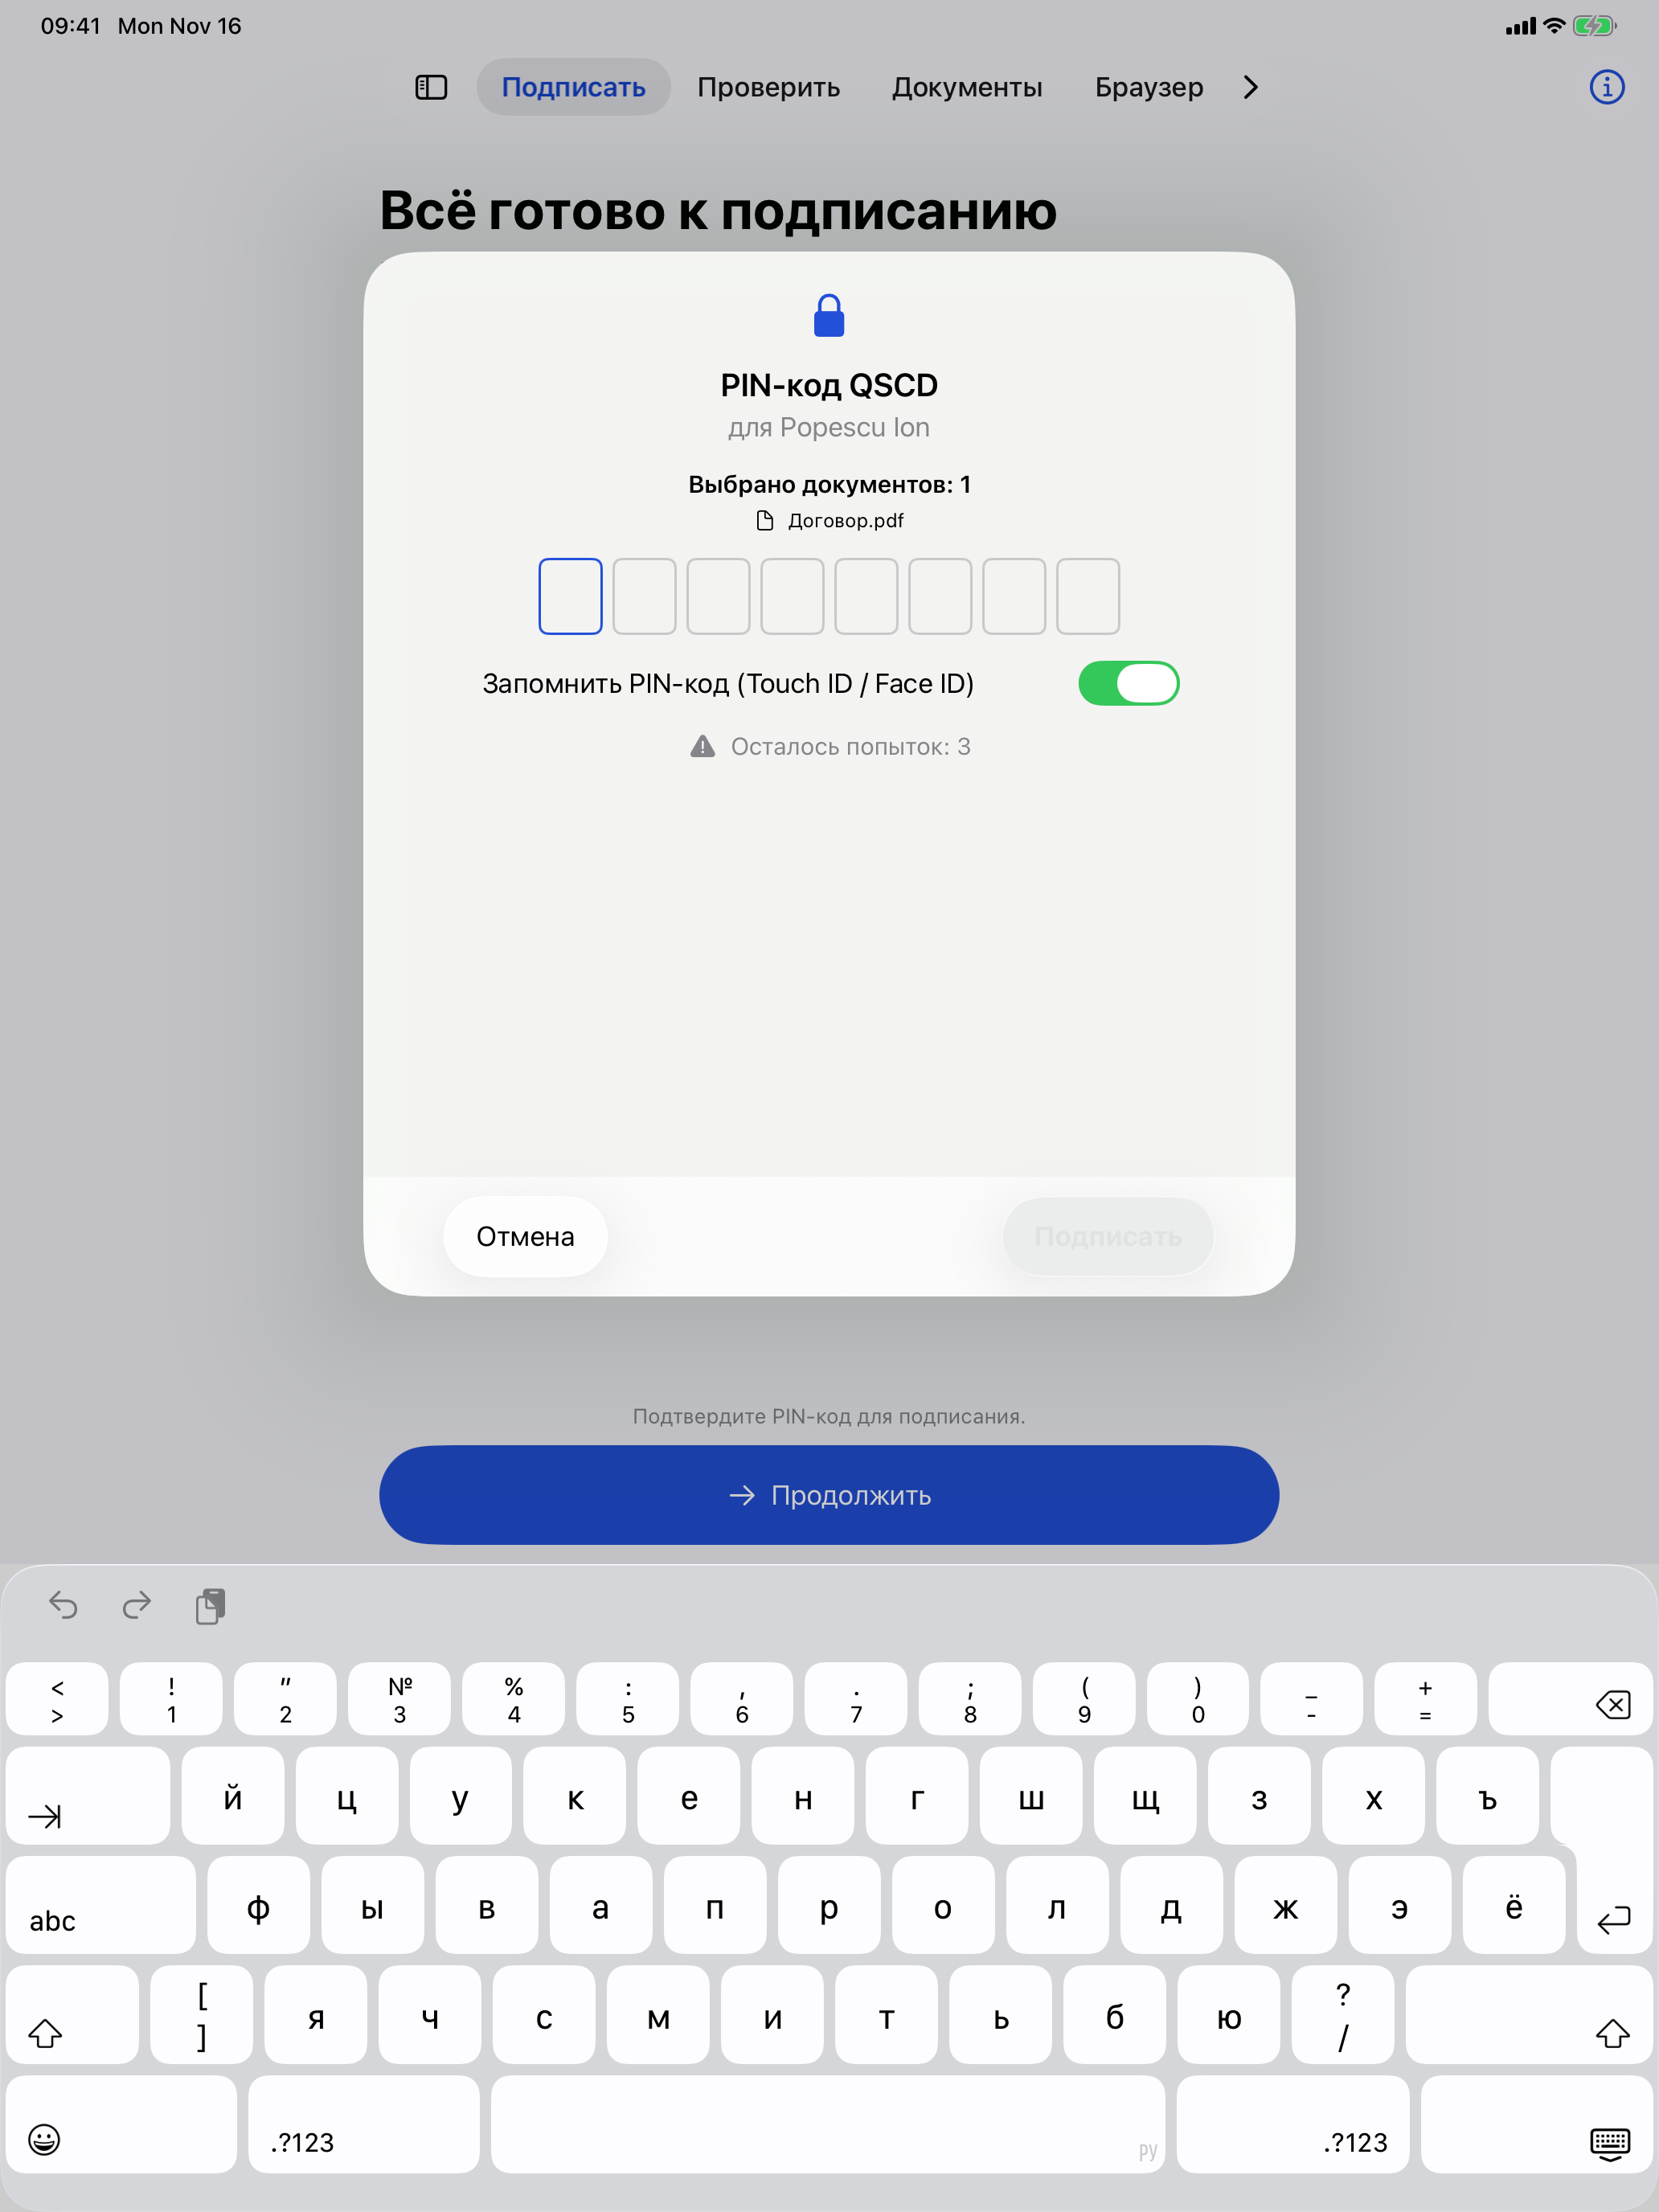 09:41 Mon Nov 16
Подписать Проверить Документы Браузер
Всё готово к подписанию
PIN-код QSCD
для Popescu Ion
Выбрано документов: 1
Договор.pdf
Запомнить PIN-код (Touch ID / Face ID)
Осталось попыток: 3
Отмена Подписать
Подтвердите PIN-код для подписания.
Продолжить
< ! " № % : , . ; ( ) _ +
> 1 2 3 4 5 6 7 8 9 0 - =
й ц у к е н г ш щ з х ъ
abc ф ы в а п р о л д ж э ё
[ ] я ч с м и т ь б ю ? /
.?123 РУ .?123